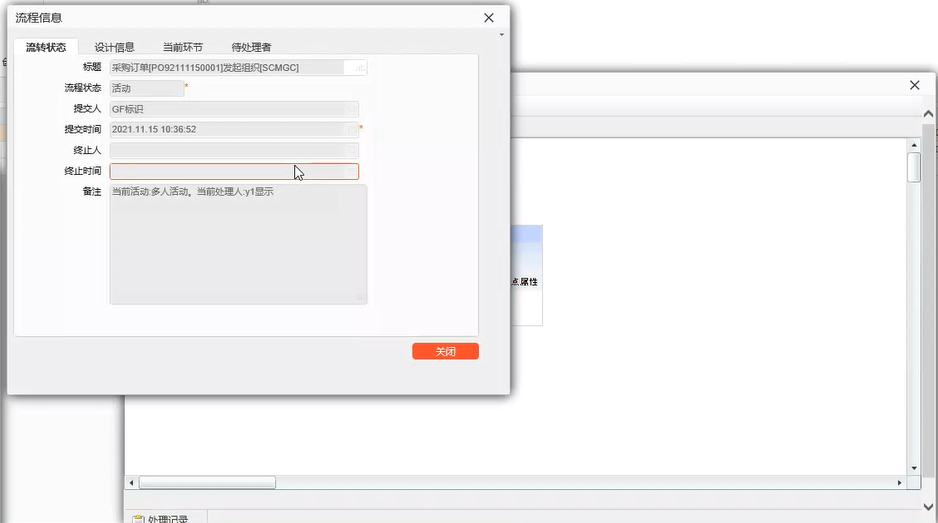 流程信息
流转状态 设计信息 当前环节 待处理者
标题 采购订单[PO92111150001]发起组织[SCMGC]
流程状态 活动 *
提交人 GF标识
提交时间 2021.11.15 10:36:52 *
终止人
终止时间
备注 当前活动:多人活动。当前处理人:y1显示
点属性
关闭
处理记录